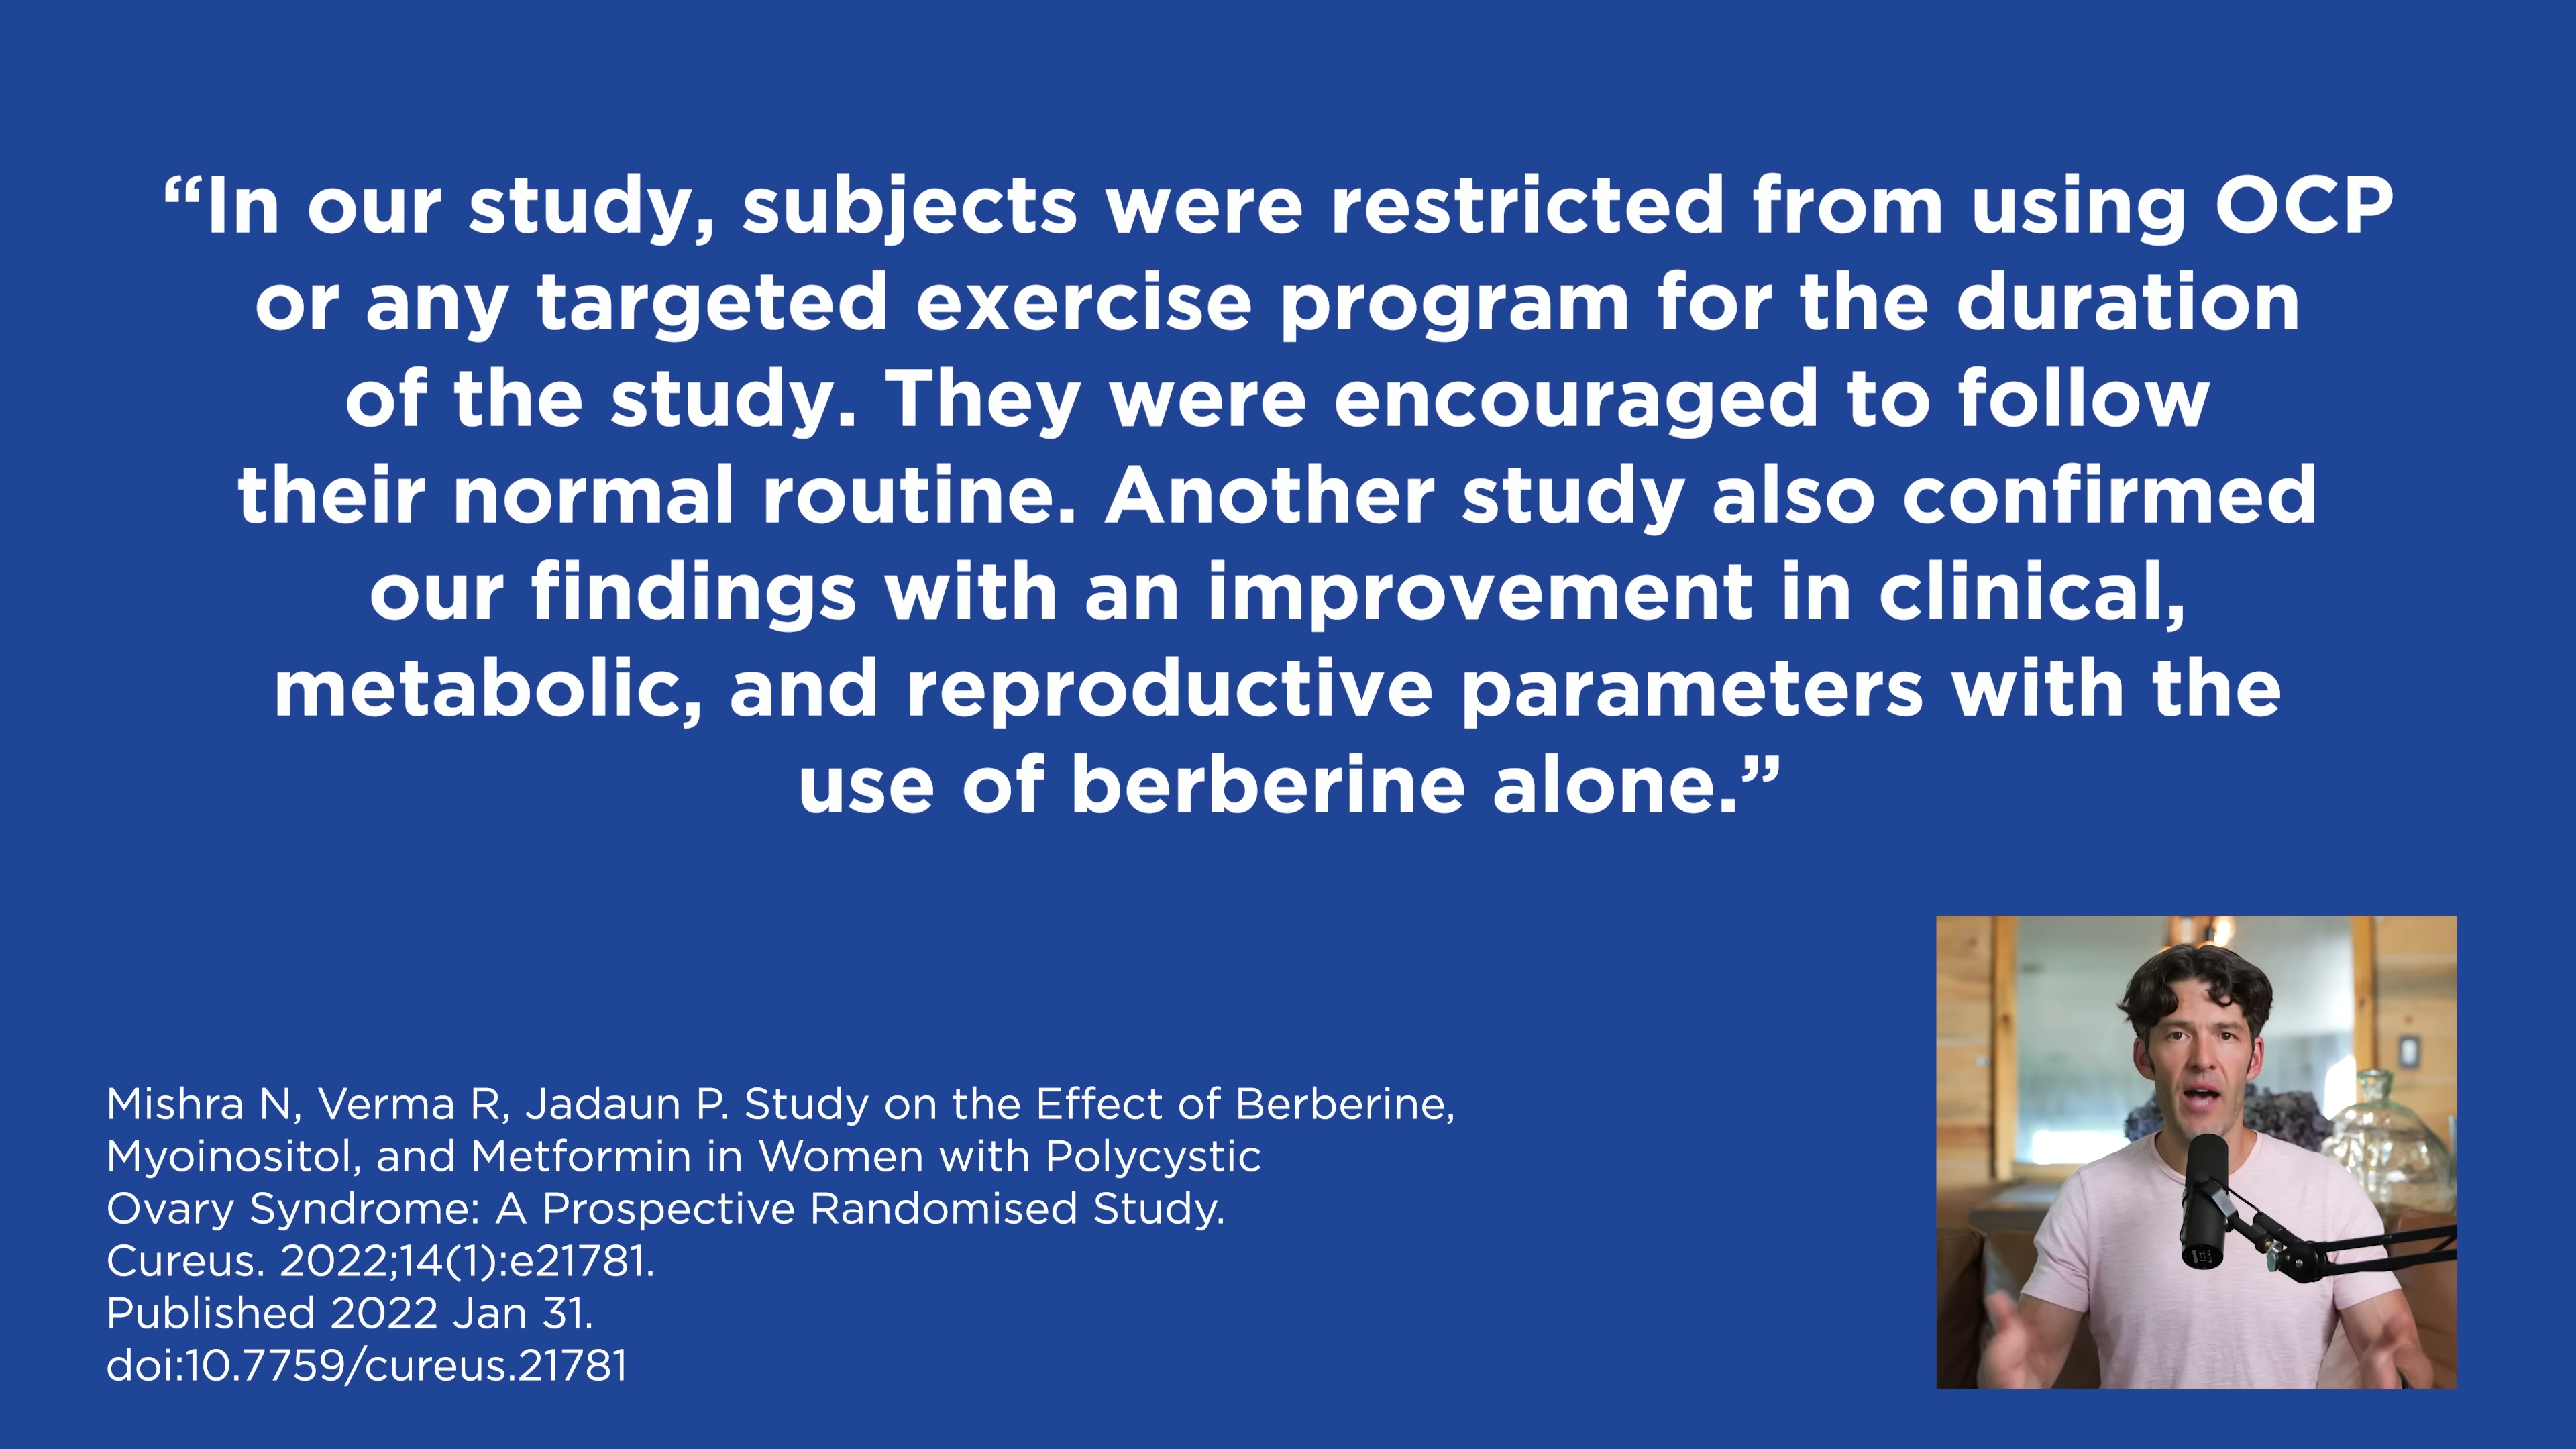 “In our study, subjects were restricted from using OCP
or any targeted exercise program for the duration
of the study. They were encouraged to follow
their normal routine. Another study also confirmed
our findings with an improvement in clinical,
metabolic, and reproductive parameters with the
use of berberine alone.”
Mishra N, Verma R, Jadaun P. Study on the Effect of Berberine,
Myoinositol, and Metformin in Women with Polycystic
Ovary Syndrome: A Prospective Randomised Study.
Cureus. 2022;14(1):e21781.
Published 2022 Jan 31.
doi:10.7759/cureus.21781